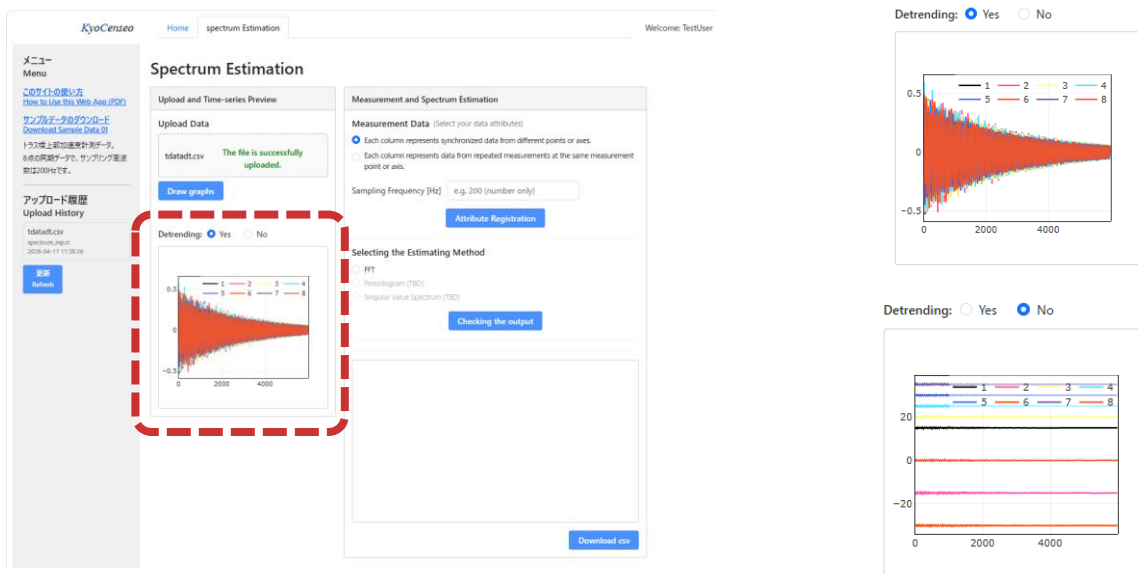 KyoCenseo
Home
spectrum Estimation
Welcome: TestUser
メニュー
Menu
このサイトの使い方
How to Use this Web App (PDF)
サンプルデータのダウンロード
Download Sample Data 01
トラス橋上部加速度計測データ。
8点の同期データで、サンプリング周波
数は200Hzです。
アップロード履歴
Upload History
tdatadt.csv
spectrum_input
2026-04-17 11:38:36
更新
Refresh
Spectrum Estimation
Upload and Time-series Preview
Upload Data
tdatadt.csv
The file is successfully
uploaded.
Draw graphs
Detrending: Yes No
0.5
0
−0.5
1 2 3 4
5 6 7 8
0 2000 4000
Measurement and Spectrum Estimation
Measurement Data (Select your data attributes)
Each column represents synchronized data from different points or axes.
Each column represents data from repeated measurements at the same measurement
point or axis.
Sampling Frequency [Hz] e.g. 200 (number only)
Attribute Registration
Selecting the Estimating Method
FFT
Periodogram (TBD)
Singular Value Spectrum (TBD)
Checking the output
Download csv
Detrending: Yes No
0.5
0
−0.5
1 2 3 4
5 6 7 8
0 2000 4000
Detrending: Yes No
20
0
−20
1 2 3 4
5 6 7 8
0 2000 4000